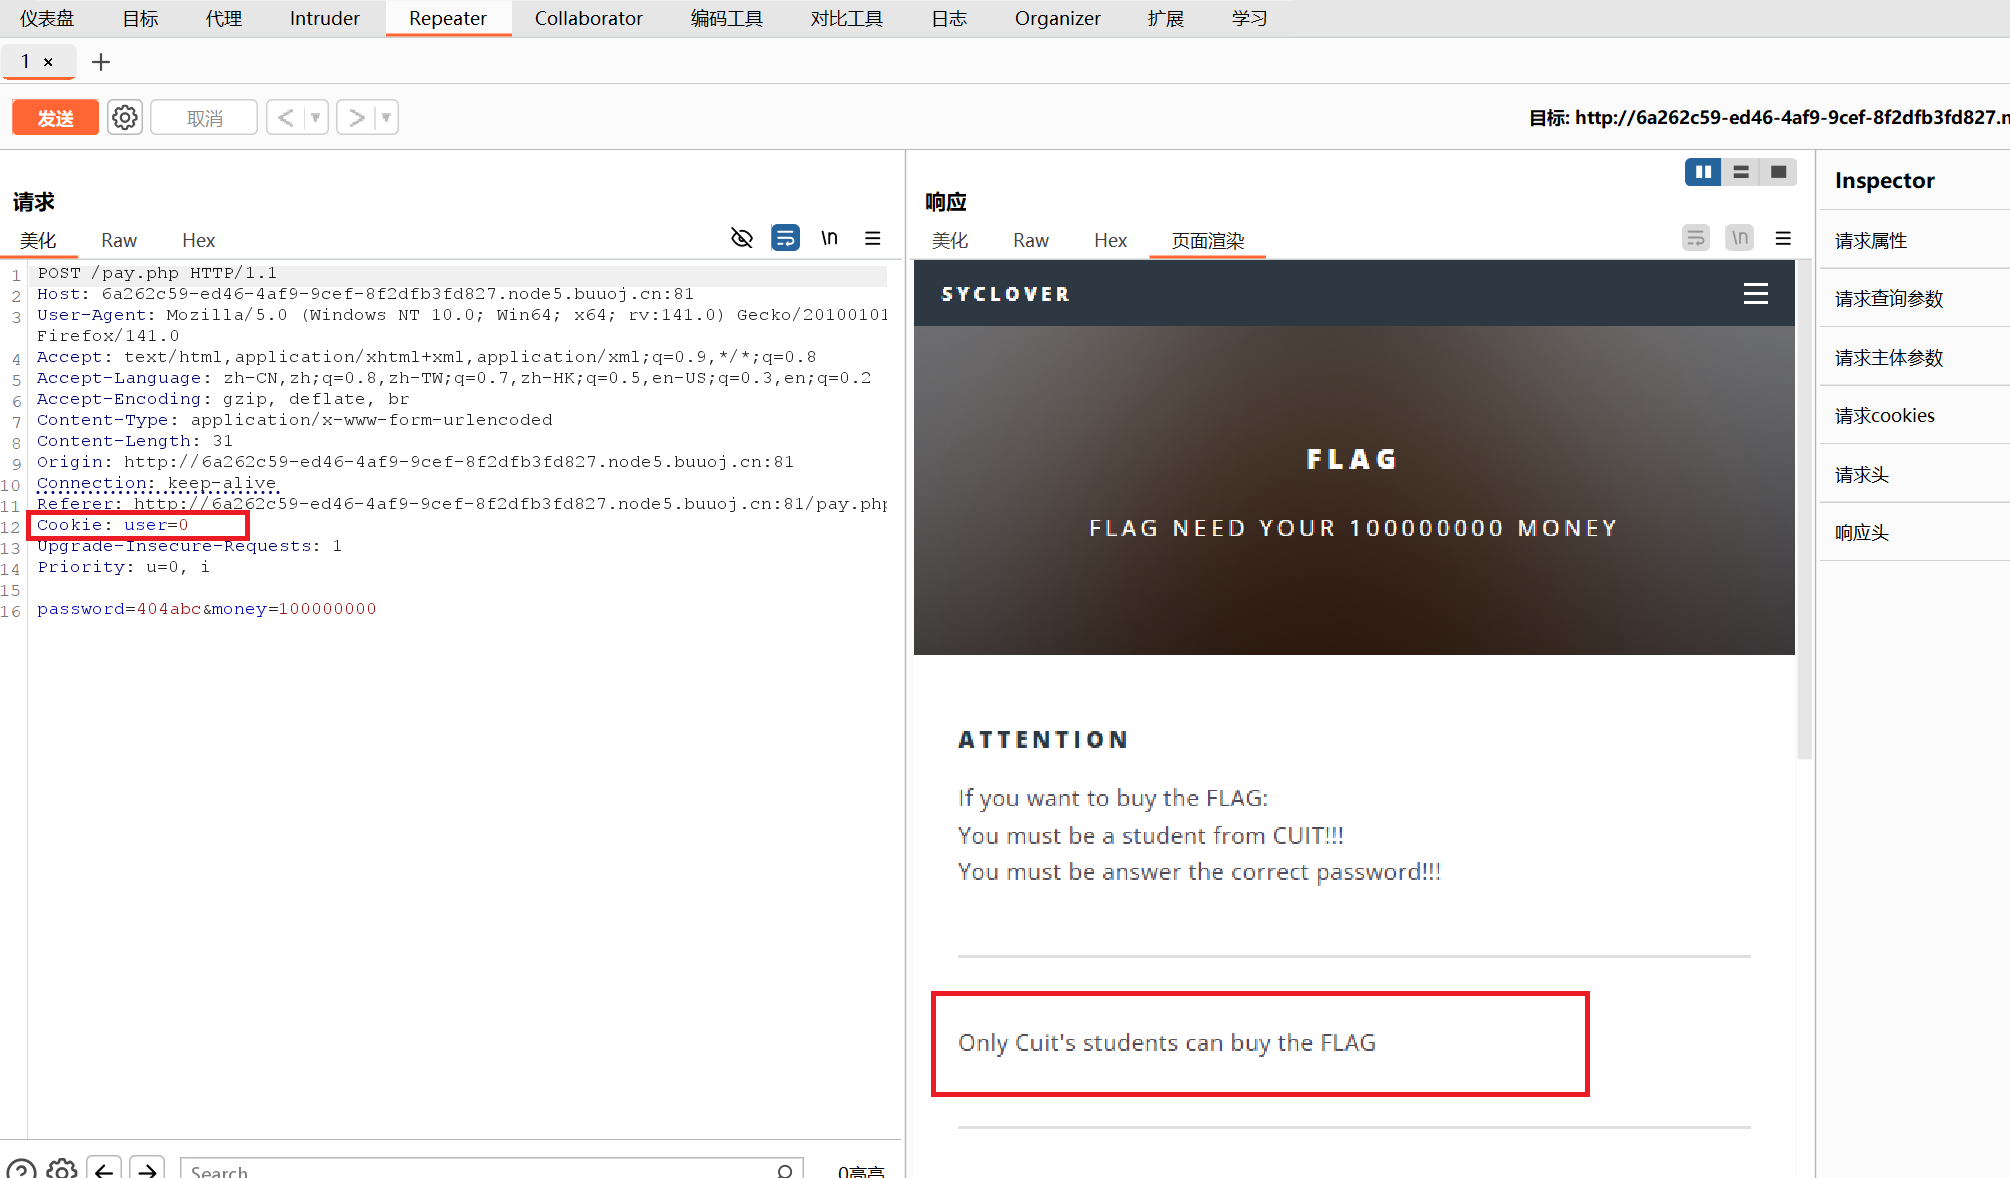 仪表盘 目标 代理 Intruder Repeater Collaborator 编码工具 对比工具 日志 Organizer 扩展 学习
1 × +
发送 取消 < > 目标: http://6a262c59-ed46-4af9-9cef-8f2dfb3fd827.n
请求
美化 Raw Hex \n
1 POST /pay.php HTTP/1.1
2 Host: 6a262c59-ed46-4af9-9cef-8f2dfb3fd827.node5.buuoj.cn:81
3 User-Agent: Mozilla/5.0 (Windows NT 10.0; Win64; x64; rv:141.0) Gecko/20100101
Firefox/141.0
4 Accept: text/html,application/xhtml+xml,application/xml;q=0.9,*/*;q=0.8
5 Accept-Language: zh-CN,zh;q=0.8,zh-TW;q=0.7,zh-HK;q=0.5,en-US;q=0.3,en;q=0.2
6 Accept-Encoding: gzip, deflate, br
7 Content-Type: application/x-www-form-urlencoded
8 Content-Length: 31
9 Origin: http://6a262c59-ed46-4af9-9cef-8f2dfb3fd827.node5.buuoj.cn:81
10 Connection: keep-alive
11 Referer: http://6a262c59-ed46-4af9-9cef-8f2dfb3fd827.node5.buuoj.cn:81/pay.php
12 Cookie: user=0
13 Upgrade-Insecure-Requests: 1
14 Priority: u=0, i
15
16 password=404abc&money=100000000
Search 0高亮
响应
美化 Raw Hex 页面渲染 \n
SYCLOVER
FLAG
FLAG NEED YOUR 100000000 MONEY
ATTENTION
If you want to buy the FLAG:
You must be a student from CUIT!!!
You must be answer the correct password!!!
Only Cuit's students can buy the FLAG
Inspector
请求属性
请求查询参数
请求主体参数
请求cookies
请求头
响应头